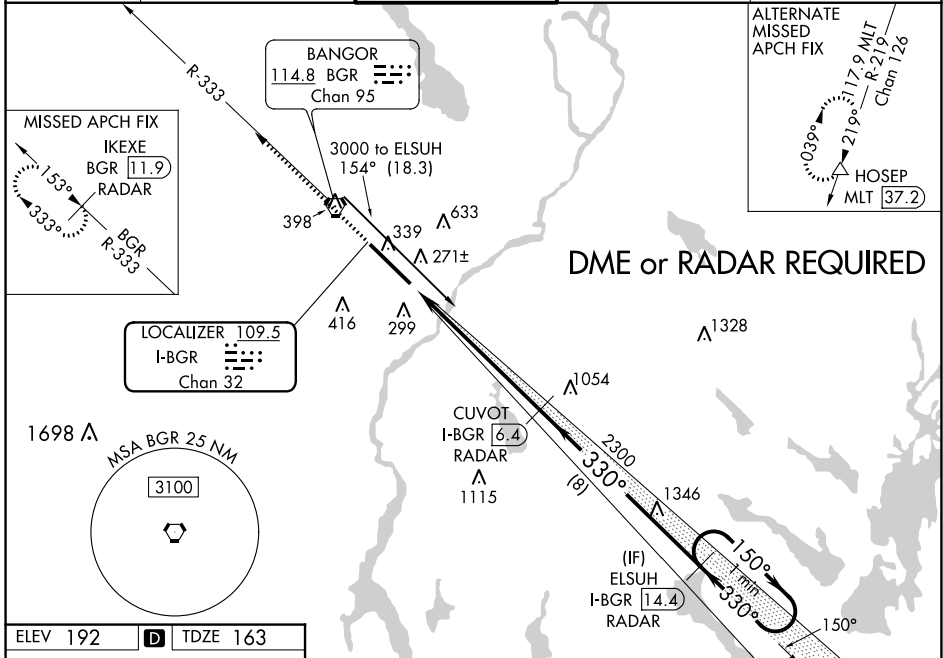 ALTERNATE
MISSED
APCH FIX
117.9 MLT
R-219
Chan 126
039°
219°
HOSEP
MLT 37.2
R-333
BANGOR
114.8 BGR
Chan 95
MISSED APCH FIX
IKEXE
BGR 11.9
RADAR
153°
333°
BGR
R-333
3000 to ELSUH
154° (18.3)
398
339
633
271±
DME or RADAR REQUIRED
416
299
1328
LOCALIZER 109.5
I-BGR
Chan 32
1054
CUVOT
I-BGR 6.4
RADAR
1115
1698
MSA BGR 25 NM
3100
2300
330°
(8)
1346
(IF)
ELSUH
I-BGR 14.4
RADAR
150°
1 min
330°
150°
ELEV 192 D TDZE 163